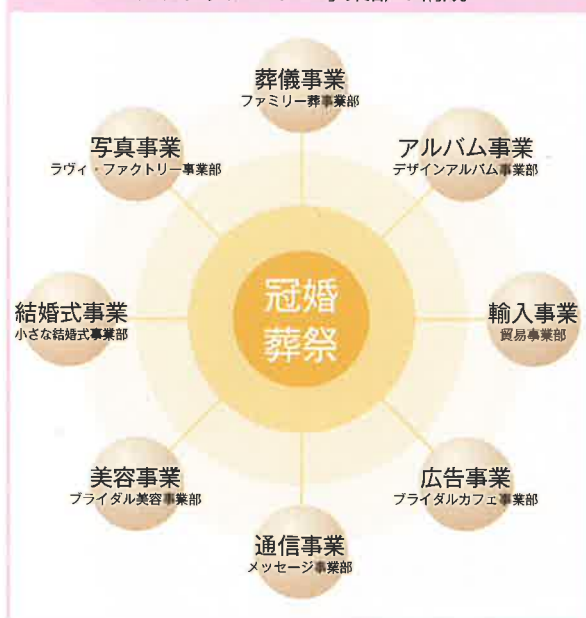 葬儀事業
ファミリー葬事業部
写真事業
ラヴィ・ファクトリー事業部
アルバム事業
デザインアルバム事業部
結婚式事業
小さな結婚式事業部
冠婚
葬祭
輸入事業
貿易事業部
美容事業
ブライダル美容事業部
広告事業
ブライダルカフェ事業部
通信事業
メッセージ事業部